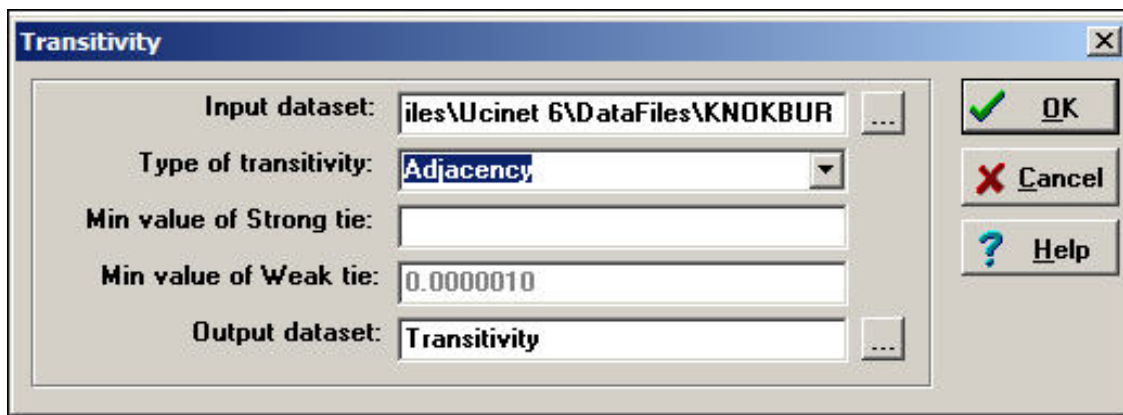 Transitivity
Input dataset: iles\Ucinet 6\DataFiles\KNOKBUR ...
Type of transitivity: Adjacency
Min value of Strong tie:
Min value of Weak tie: 0.0000010
Output dataset: Transitivity ...
OK
Cancel
? Help